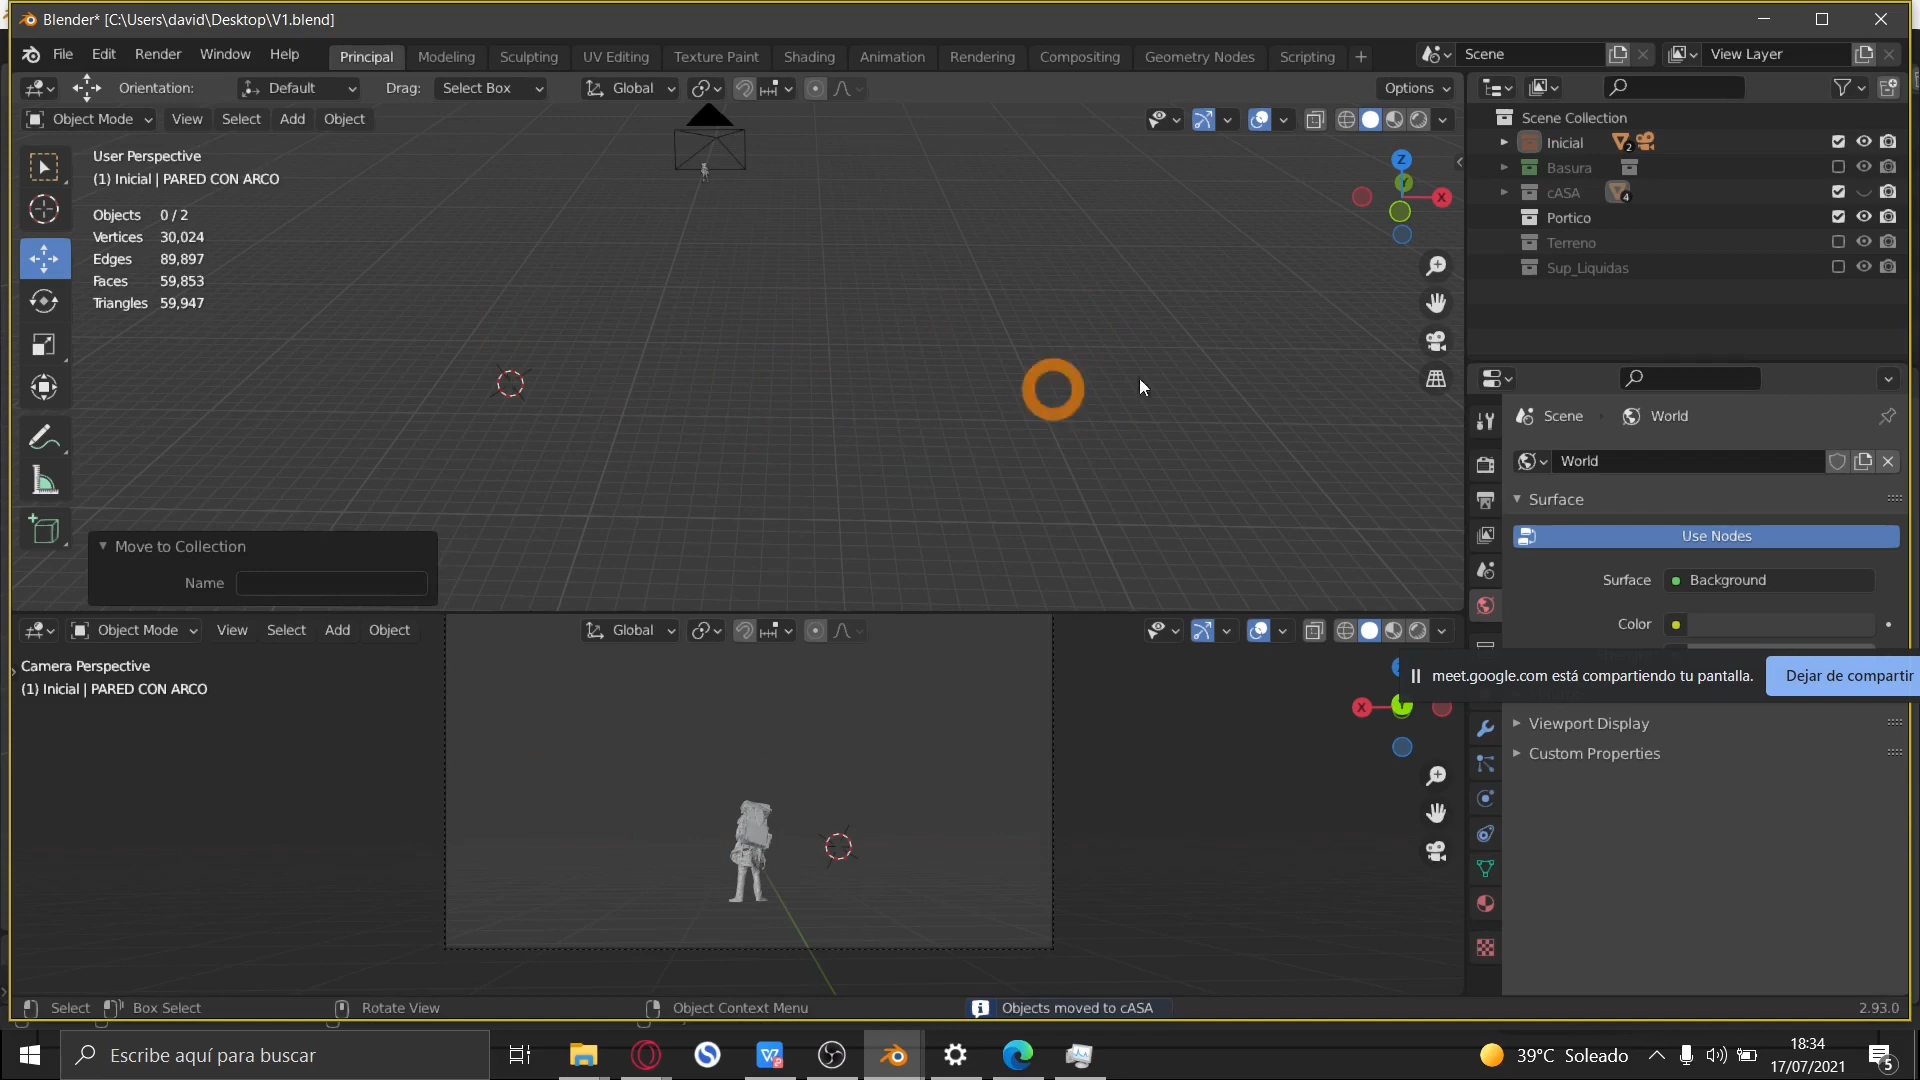 Blender* [C:\Users\david\Desktop\V1.blend]
File Edit Render Window Help
Principal Modeling Sculpting UV Editing Texture Paint Shading Animation Rendering Compositing Geometry Nodes Scripting +
Scene View Layer
Orientation: Default Drag: Select Box Global Options
Object Mode View Select Add Object
User Perspective
(1) Inicial | PARED CON ARCO
Objects 0 / 2
Vertices 30,024
Edges 89,897
Faces 59,853
Triangles 59,947
Z
Y
X
Move to Collection
Name
Scene Collection
Inicial 2
Basura
cASA 4
Portico
Terreno
Sup_Liquidas
Scene World
World
Surface
Use Nodes
Surface Background
Color
meet.google.com está compartiendo tu pantalla. Dejar de compartir
Viewport Display
Custom Properties
Object Mode View Select Add Object Global
Camera Perspective
(1) Inicial | PARED CON ARCO
X
Y
Select Box Select Rotate View Object Context Menu Objects moved to cASA 2.93.0
Escribe aquí para buscar
39°C Soleado
18:34
17/07/2021
5